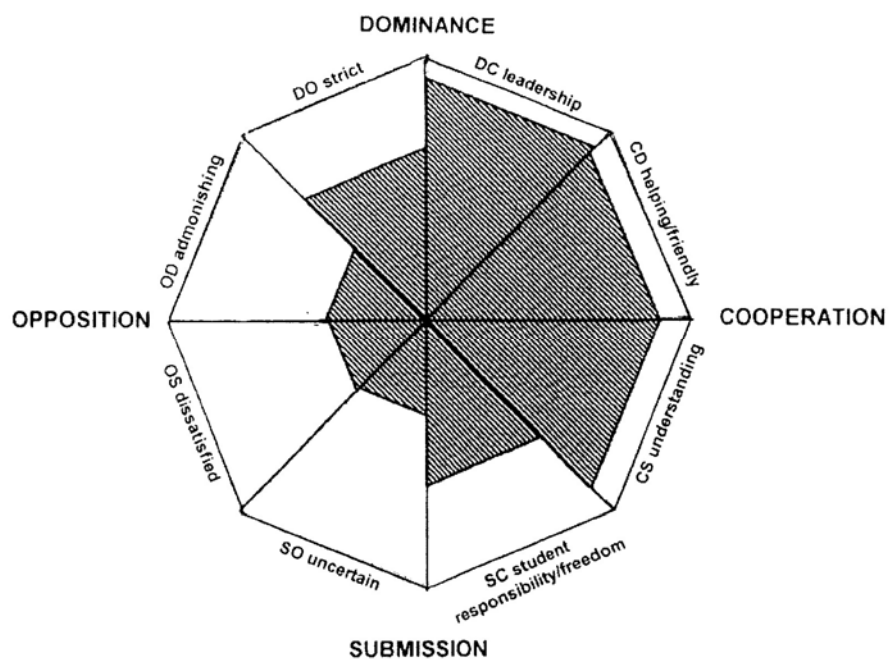 DOMINANCE
DO strict
DC leadership
OD admonishing
CD helping/friendly
OPPOSITION
COOPERATION
OS dissatisfied
CS understanding
SO uncertain
SC student
responsibility/freedom
SUBMISSION